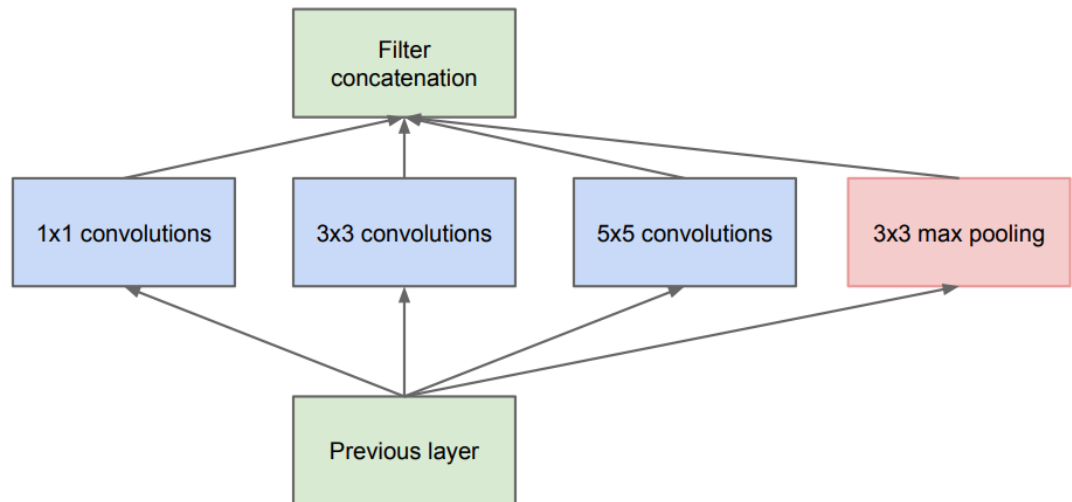 Filter
concatenation
1x1 convolutions
3x3 convolutions
5x5 convolutions
3x3 max pooling
Previous layer